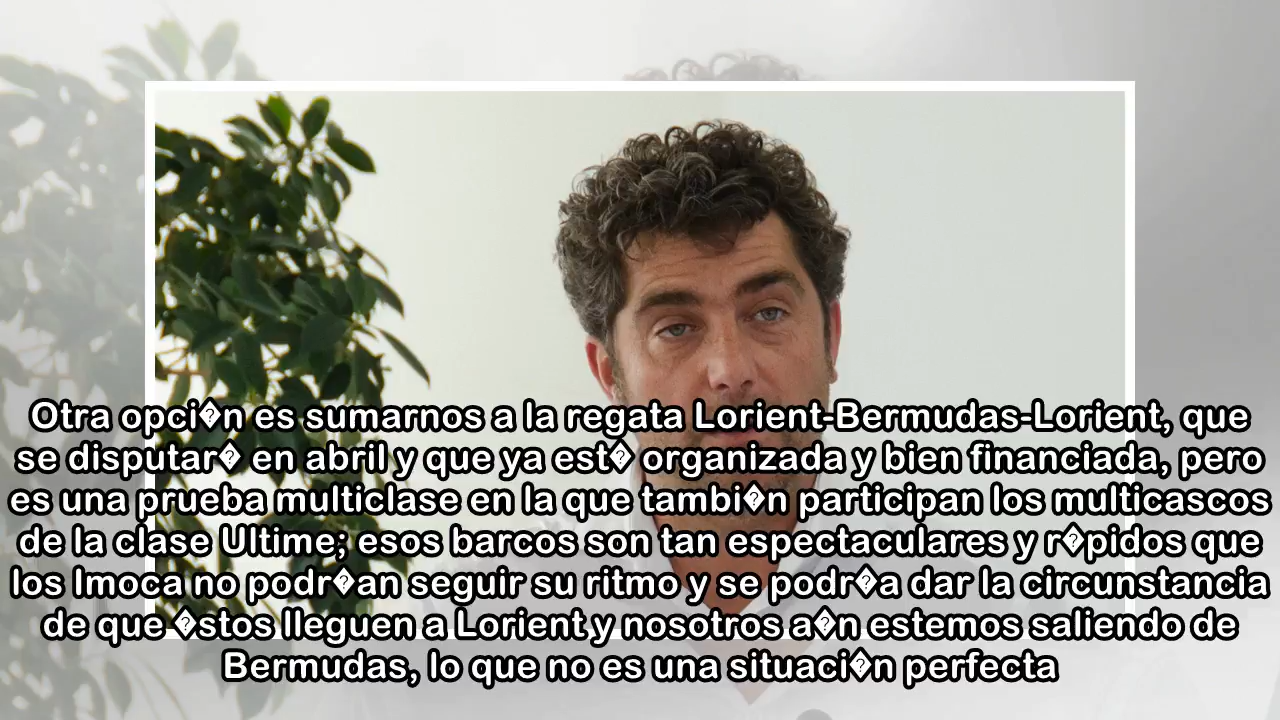 Otra opci�n es sumarnos a la regata Lorient-Bermudas-Lorient, que
se disputar� en abril y que ya est� organizada y bien financiada, pero
es una prueba multiclase en la que tambi�n participan los multicascos
de la clase Ultime; esos barcos son tan espectaculares y r�pidos que
los Imoca no podr�an seguir su ritmo y se podr�a dar la circunstancia
de que �stos lleguen a Lorient y nosotros a�n estemos saliendo de
Bermudas, lo que no es una situaci�n perfecta